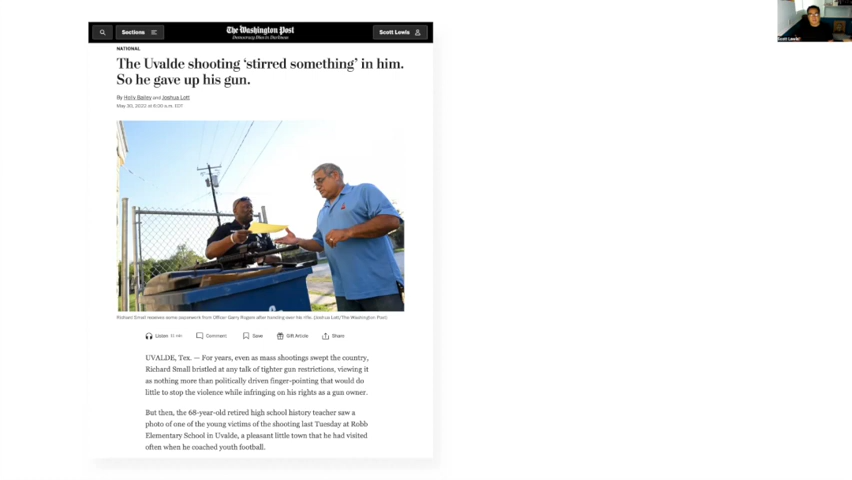 Sections
The Washington Post
Democracy Dies in Darkness
Scott Lewis
NATIONAL
The Uvalde shooting ‘stirred something’ in him.
So he gave up his gun.
By Holly Bailey and Joshua Lott
May 30, 2022 at 6:00 a.m. EDT
Richard Small receives some paperwork from Officer Garry Rogers after handing over his rifle. (Joshua Lott/The Washington Post)
Listen 11 min
Comment
Save
Gift Article
Share
UVALDE, Tex. — For years, even as mass shootings swept the country,
Richard Small bristled at any talk of tighter gun restrictions, viewing it
as nothing more than politically driven finger-pointing that would do
little to stop the violence while infringing on his rights as a gun owner.
But then, the 68-year-old retired high school history teacher saw a
photo of one of the young victims of the shooting last Tuesday at Robb
Elementary School in Uvalde, a pleasant little town that he had visited
often when he coached youth football.
Scott Lewis